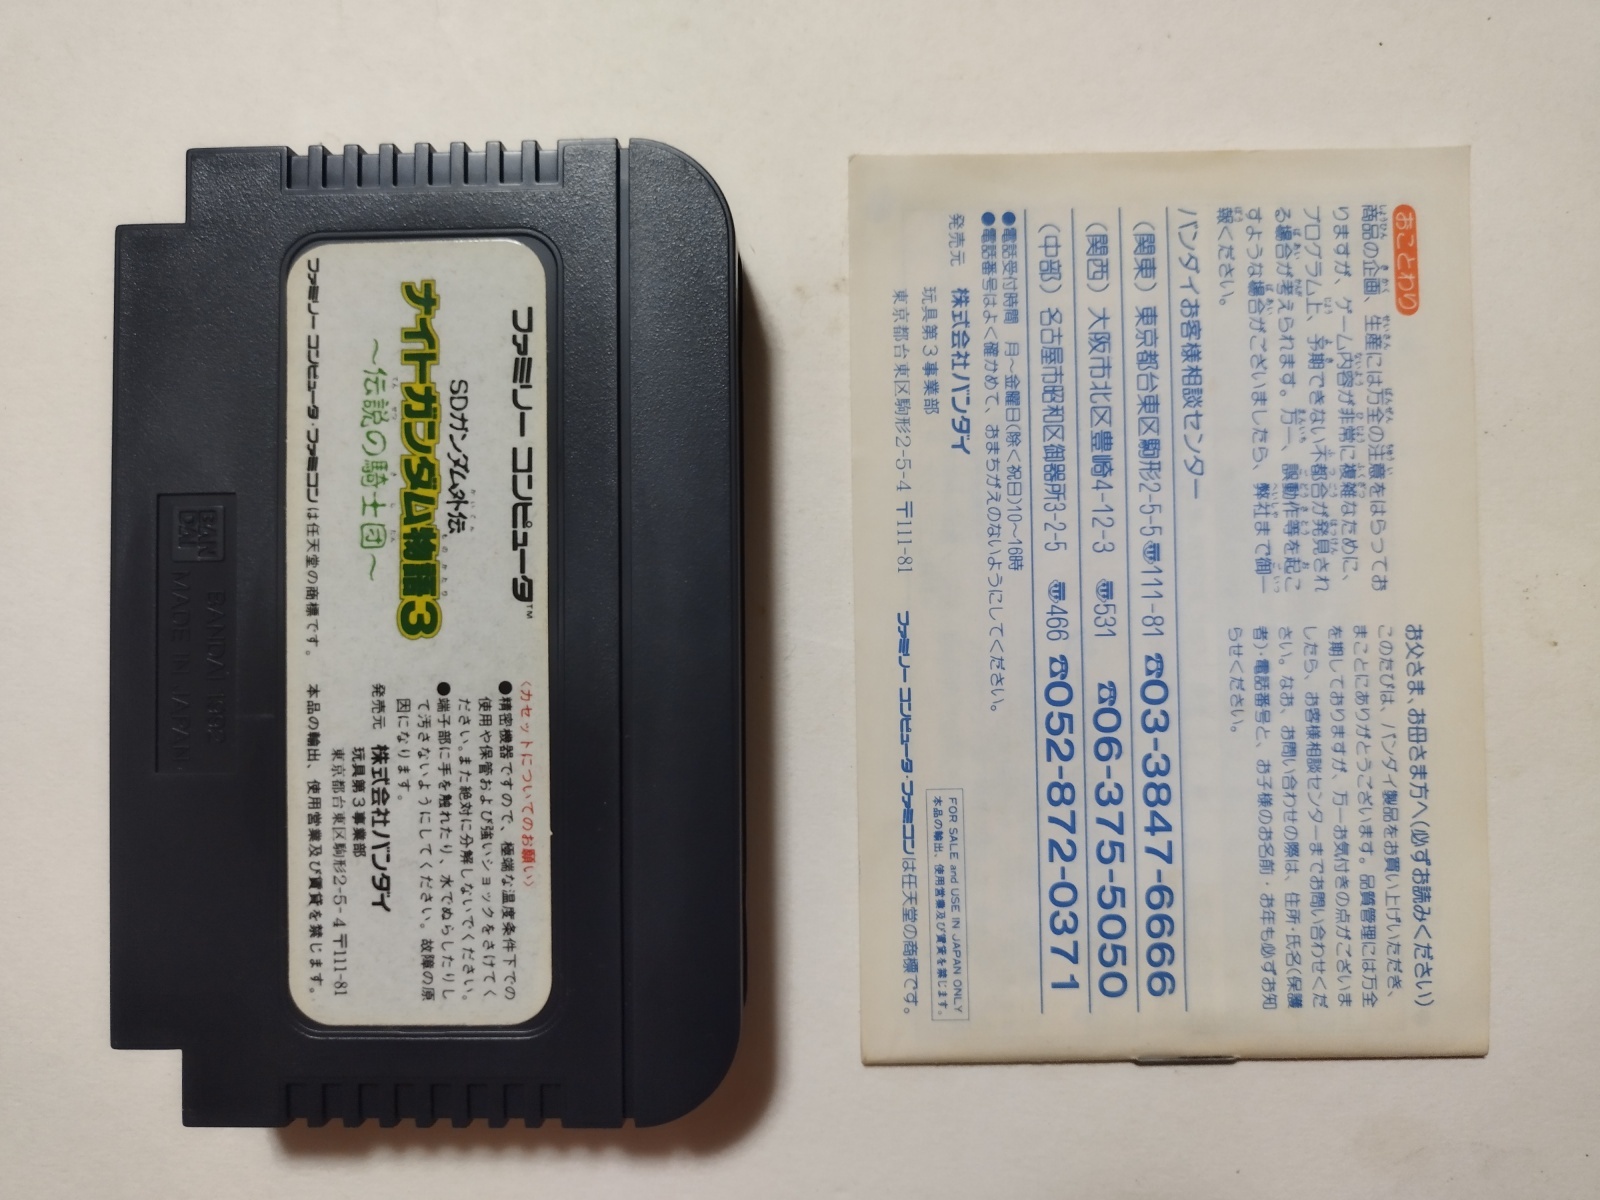 ファミリー コンピュータ™
SDガンダム外伝
ナイトガンダム物語3
～伝説の騎士団～
ファミリー コンピュータ・ファミコンは任天堂の商標です。
〈カセットについてのお願い〉
●精密機器ですので、極端な温度条件下での
使用や保管および強いショックをさけてく
ださい。また絶対に分解しないでください。
●端子部に手を触れたり、水でぬらしたりし
て汚さないようにしてください。故障の原
因になります。
発売元 株式会社バンダイ
玩具第3事業部
東京都台東区駒形2-5-4〒111-81
本品の輸出、使用営業及び賃貸を禁じます。
BANDAI
MADE IN JAPAN
おことわり
商品の企画、生産には万全の注意をはらってお
りますが、ゲーム内容が非常に複雑なために、
プログラム上、予期できない不都合が発見され
る場合が考えられます。万一、誤動作等を起こ
すような場合がございましたら、弊社まで御一
報ください。
お父さま、お母さま方へ(必ずお読みください)
このたびは、バンダイ製品をお買い上げいただき、
まことにありがとうございます。品質管理には万全
を期しておりますが、万一お気付きの点がございま
したら、お客様相談センターまでお問い合わせくだ
さい。なお、お問い合わせの際は、住所・氏名(保護
者)・電話番号と、お子様のお名前・お年も必ずお知
らせください。
バンダイお客様相談センター
(関東) 東京都台東区駒形2-5-5〒111-81 ☎03-3847-6666
(関西) 大阪市北区豊崎4-12-3 〒531 ☎06-375-5050
(中部) 名古屋市昭和区御器所3-2-5 〒466 ☎052-872-0371
●電話受付時間 月～金曜日(除く祝日)10～16時
●電話番号はよく確かめて、おまちがえのないようにしてください。
発売元 株式会社バンダイ
玩具第3事業部
東京都台東区駒形2-5-4 〒111-81
FOR SALE and USE IN JAPAN ONLY
本品の輸出、使用営業及び賃貸を禁じます。
ファミリー コンピュータ・ファミコンは任天堂の商標です。